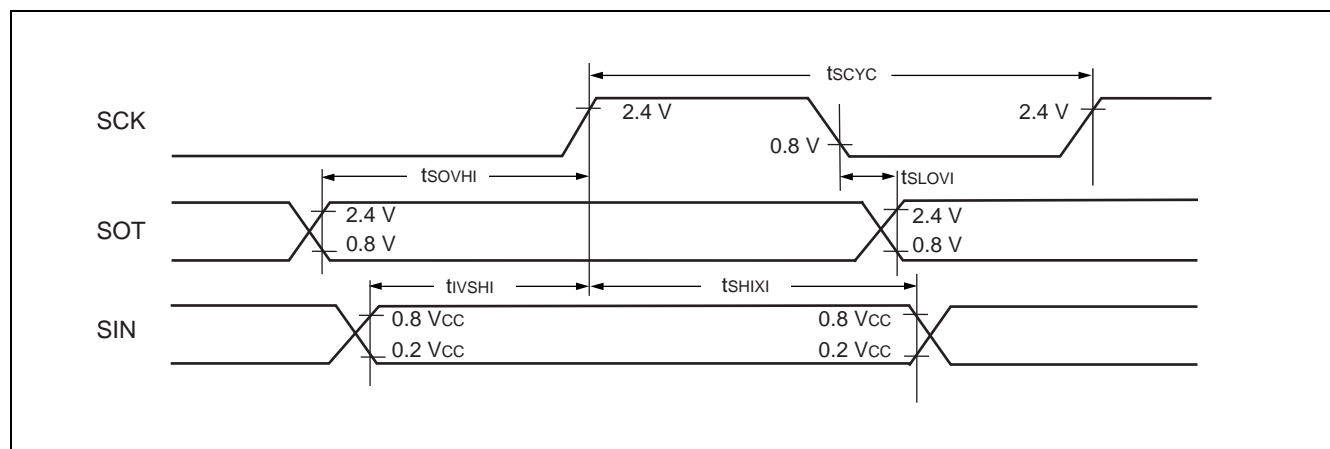 tSCYC
SCK
2.4 V
2.4 V
0.8 V
tSOVHI
tSLOVI
SOT
2.4 V
2.4 V
0.8 V
0.8 V
tIVSHI
tSHIXI
SIN
0.8 VCC
0.8 VCC
0.2 VCC
0.2 VCC